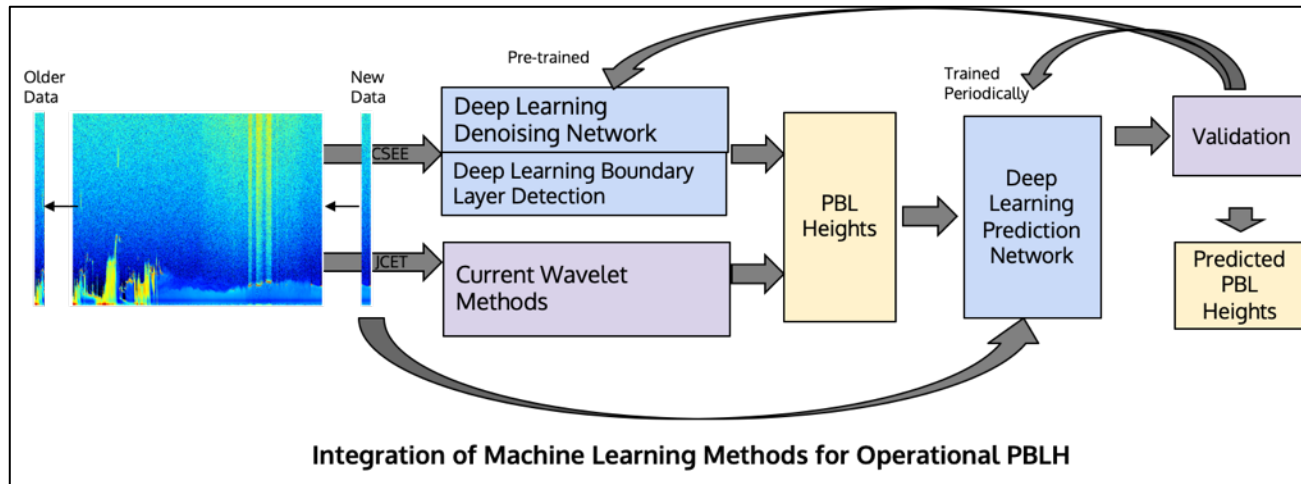 Older
Data
New
Data
Pre-trained
CSEE
Deep Learning
Denoising Network
Deep Learning Boundary
Layer Detection
JCET
Current Wavelet
Methods
PBL
Heights
Trained
Periodically
Deep
Learning
Prediction
Network
Validation
Predicted
PBL
Heights
Integration of Machine Learning Methods for Operational PBLH